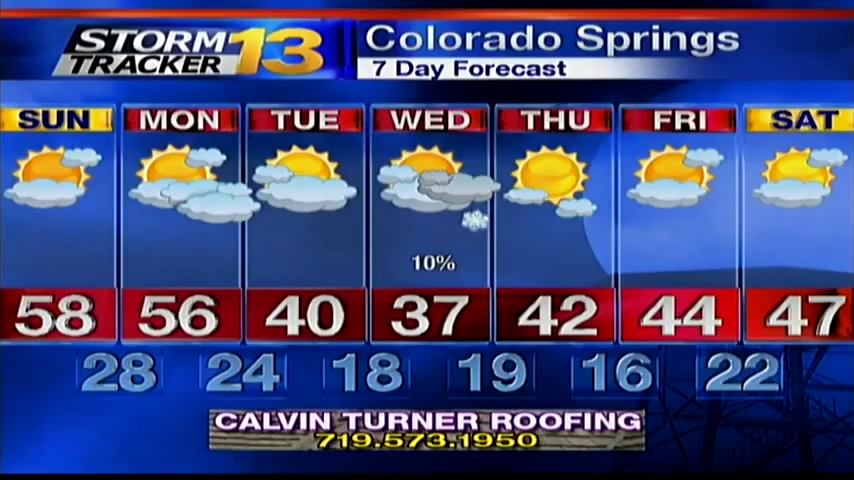 STORM
TRACKER 13
Colorado Springs
7 Day Forecast
SUN MON TUE WED THU FRI SAT
10%
58 56 40 37 42 44 47
28 24 18 19 16 22
CALVIN TURNER ROOFING
719.573.1950